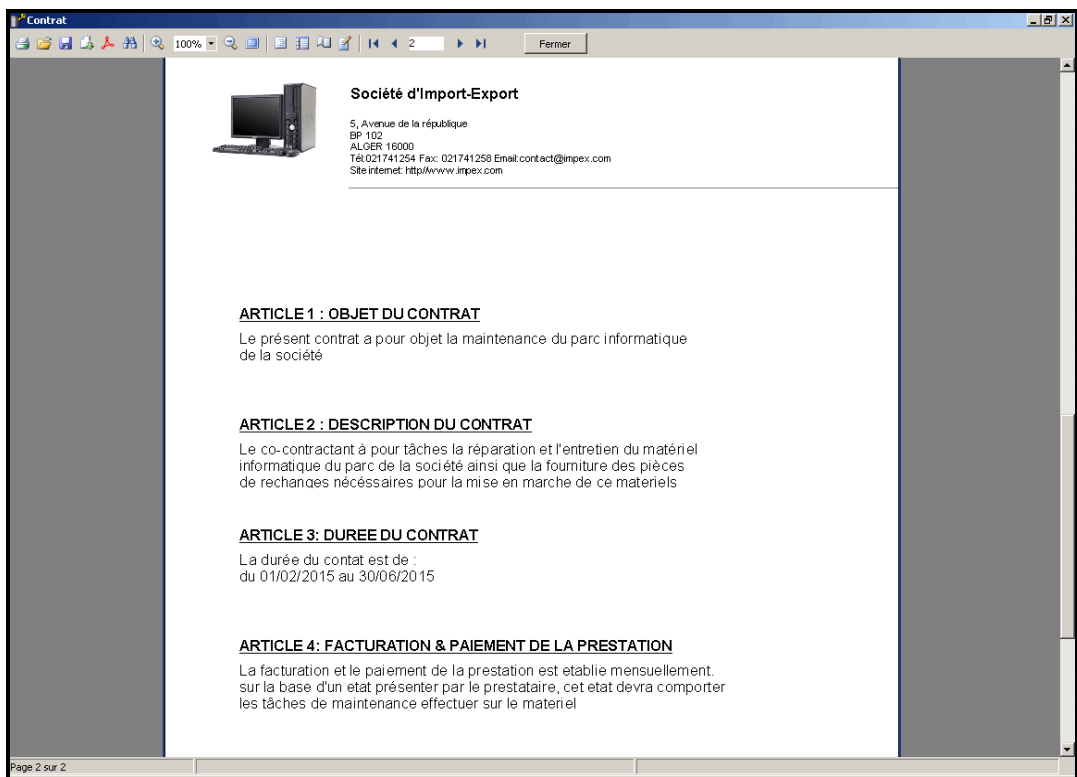 Contrat
100%
2
Fermer
Société d'Import-Export
5, Avenue de la république
BP 102
ALGER 16000
Tél:021741254 Fax: 021741258 Email:contact@impex.com
Site internet: http//www.impex.com
ARTICLE 1 : OBJET DU CONTRAT
Le présent contrat a pour objet la maintenance du parc informatique
de la société
ARTICLE 2 : DESCRIPTION DU CONTRAT
Le co-contractant à pour tâches la réparation et l'entretien du matériel
informatique du parc de la société ainsi que la fourniture des pièces
de rechanges nécéssaires pour la mise en marche de ce materiels
ARTICLE 3: DUREE DU CONTRAT
La durée du contat est de :
du 01/02/2015 au 30/06/2015
ARTICLE 4: FACTURATION & PAIEMENT DE LA PRESTATION
La facturation et le paiement de la prestation est etablie mensuellement.
sur la base d'un etat présenter par le prestataire, cet etat devra comporter
les tâches de maintenance effectuer sur le materiel
Page 2 sur 2